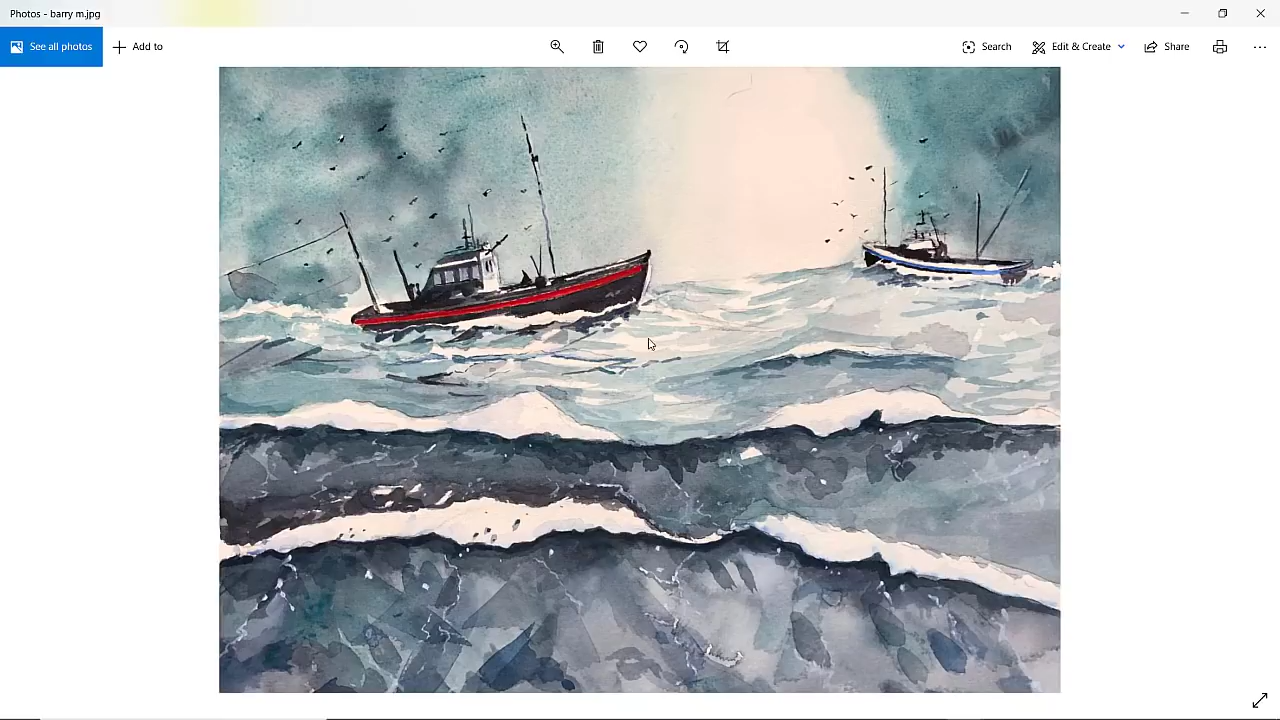 Photos - barry m.jpg
See all photos
Add to
Search
Edit & Create
Share